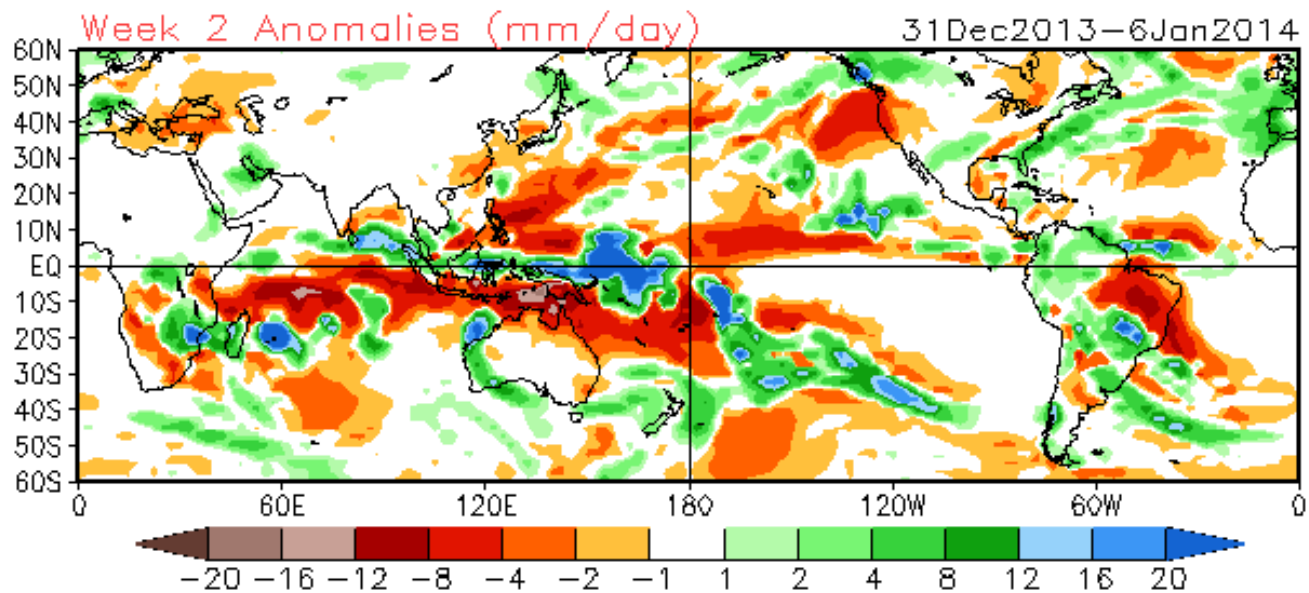 Week 2 Anomalies (mm/day) 31Dec2013-6Jan2014
60N
50N
40N
30N
20N
10N
EQ
10S
20S
30S
40S
50S
60S
0 60E 120E 180 120W 60W 0
-20 -16 -12 -8 -4 -2 -1 1 2 4 8 12 16 20